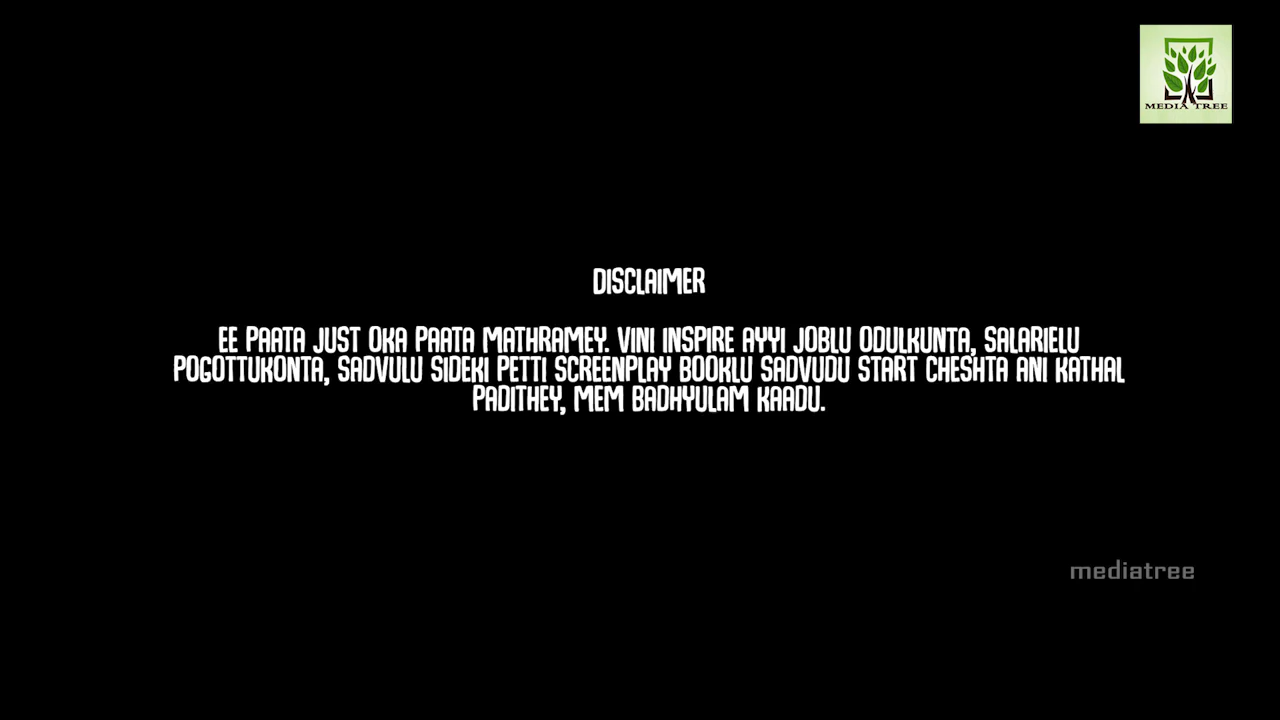 MEDIA TREE
DISCLAIMER
EE PAATA JUST OKA PAATA MATHRAMEY. VINI INSPIRE AYYI JOBLU ODULKUNTA, SALARIELU
POGOTTUKONTA, SADVULU SIDEKI PETTI SCREENPLAY BOOKLU SADVUDU START CHESHTA ANI KATHAL
PADITHEY, MEM BADHYULAM KAADU.
mediatree